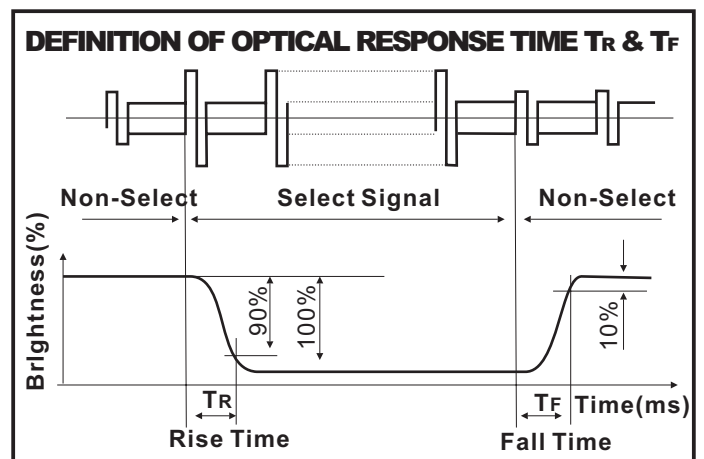 DEFINITION OF OPTICAL RESPONSE TIME TR & TF
Non-Select
Select Signal
Non-Select
Brightness(%)
90%
100%
10%
TR
TF
Time(ms)
Rise Time
Fall Time